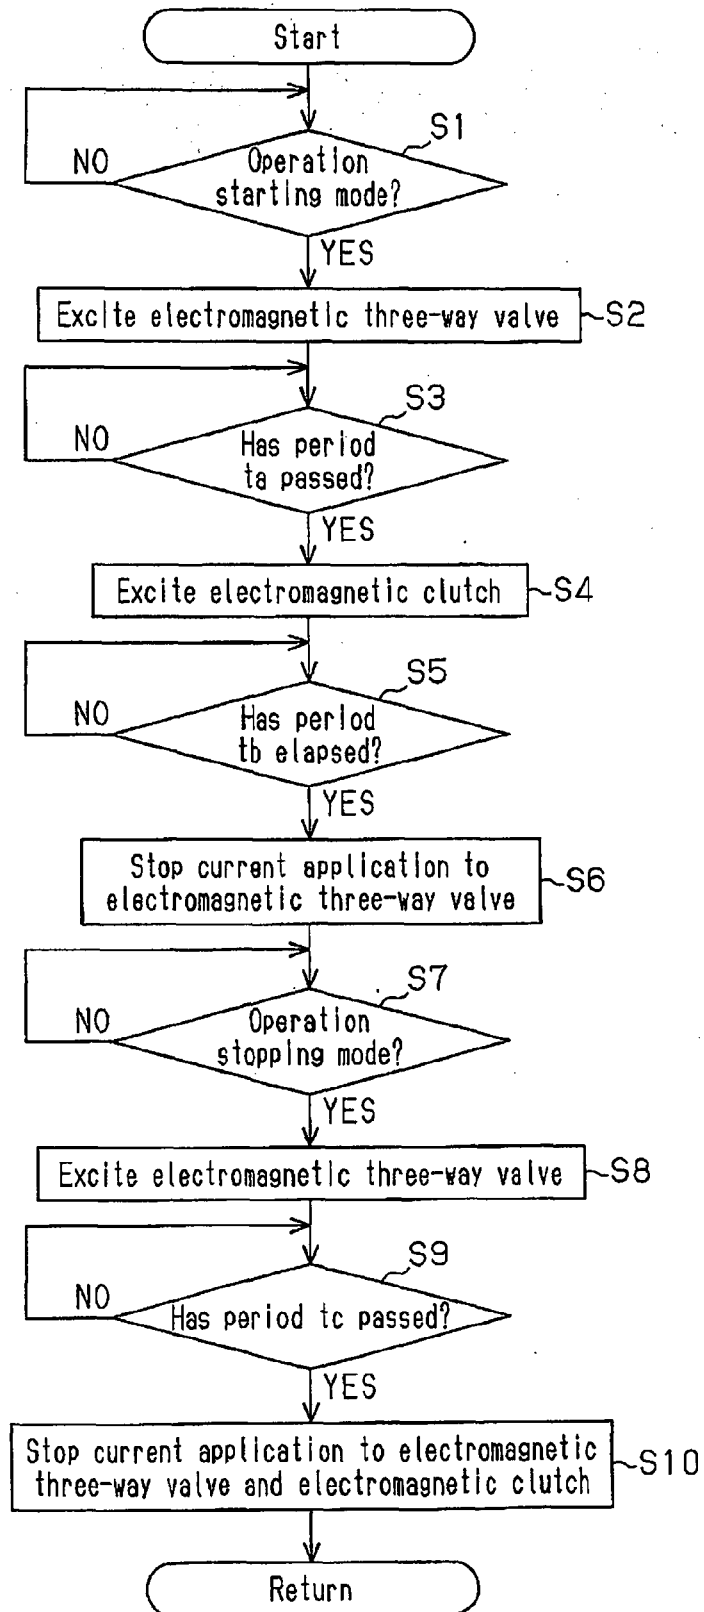 Start
S1
Operation
starting mode?
NO
YES
Excite electromagnetic three-way valve
S2
S3
Has period
ta passed?
NO
YES
Excite electromagnetic clutch
S4
S5
Has period
tb elapsed?
NO
YES
Stop current application to
electromagnetic three-way valve
S6
S7
Operation
stopping mode?
NO
YES
Excite electromagnetic three-way valve
S8
S9
Has period tc passed?
NO
YES
Stop current application to electromagnetic
three-way valve and electromagnetic clutch
S10
Return